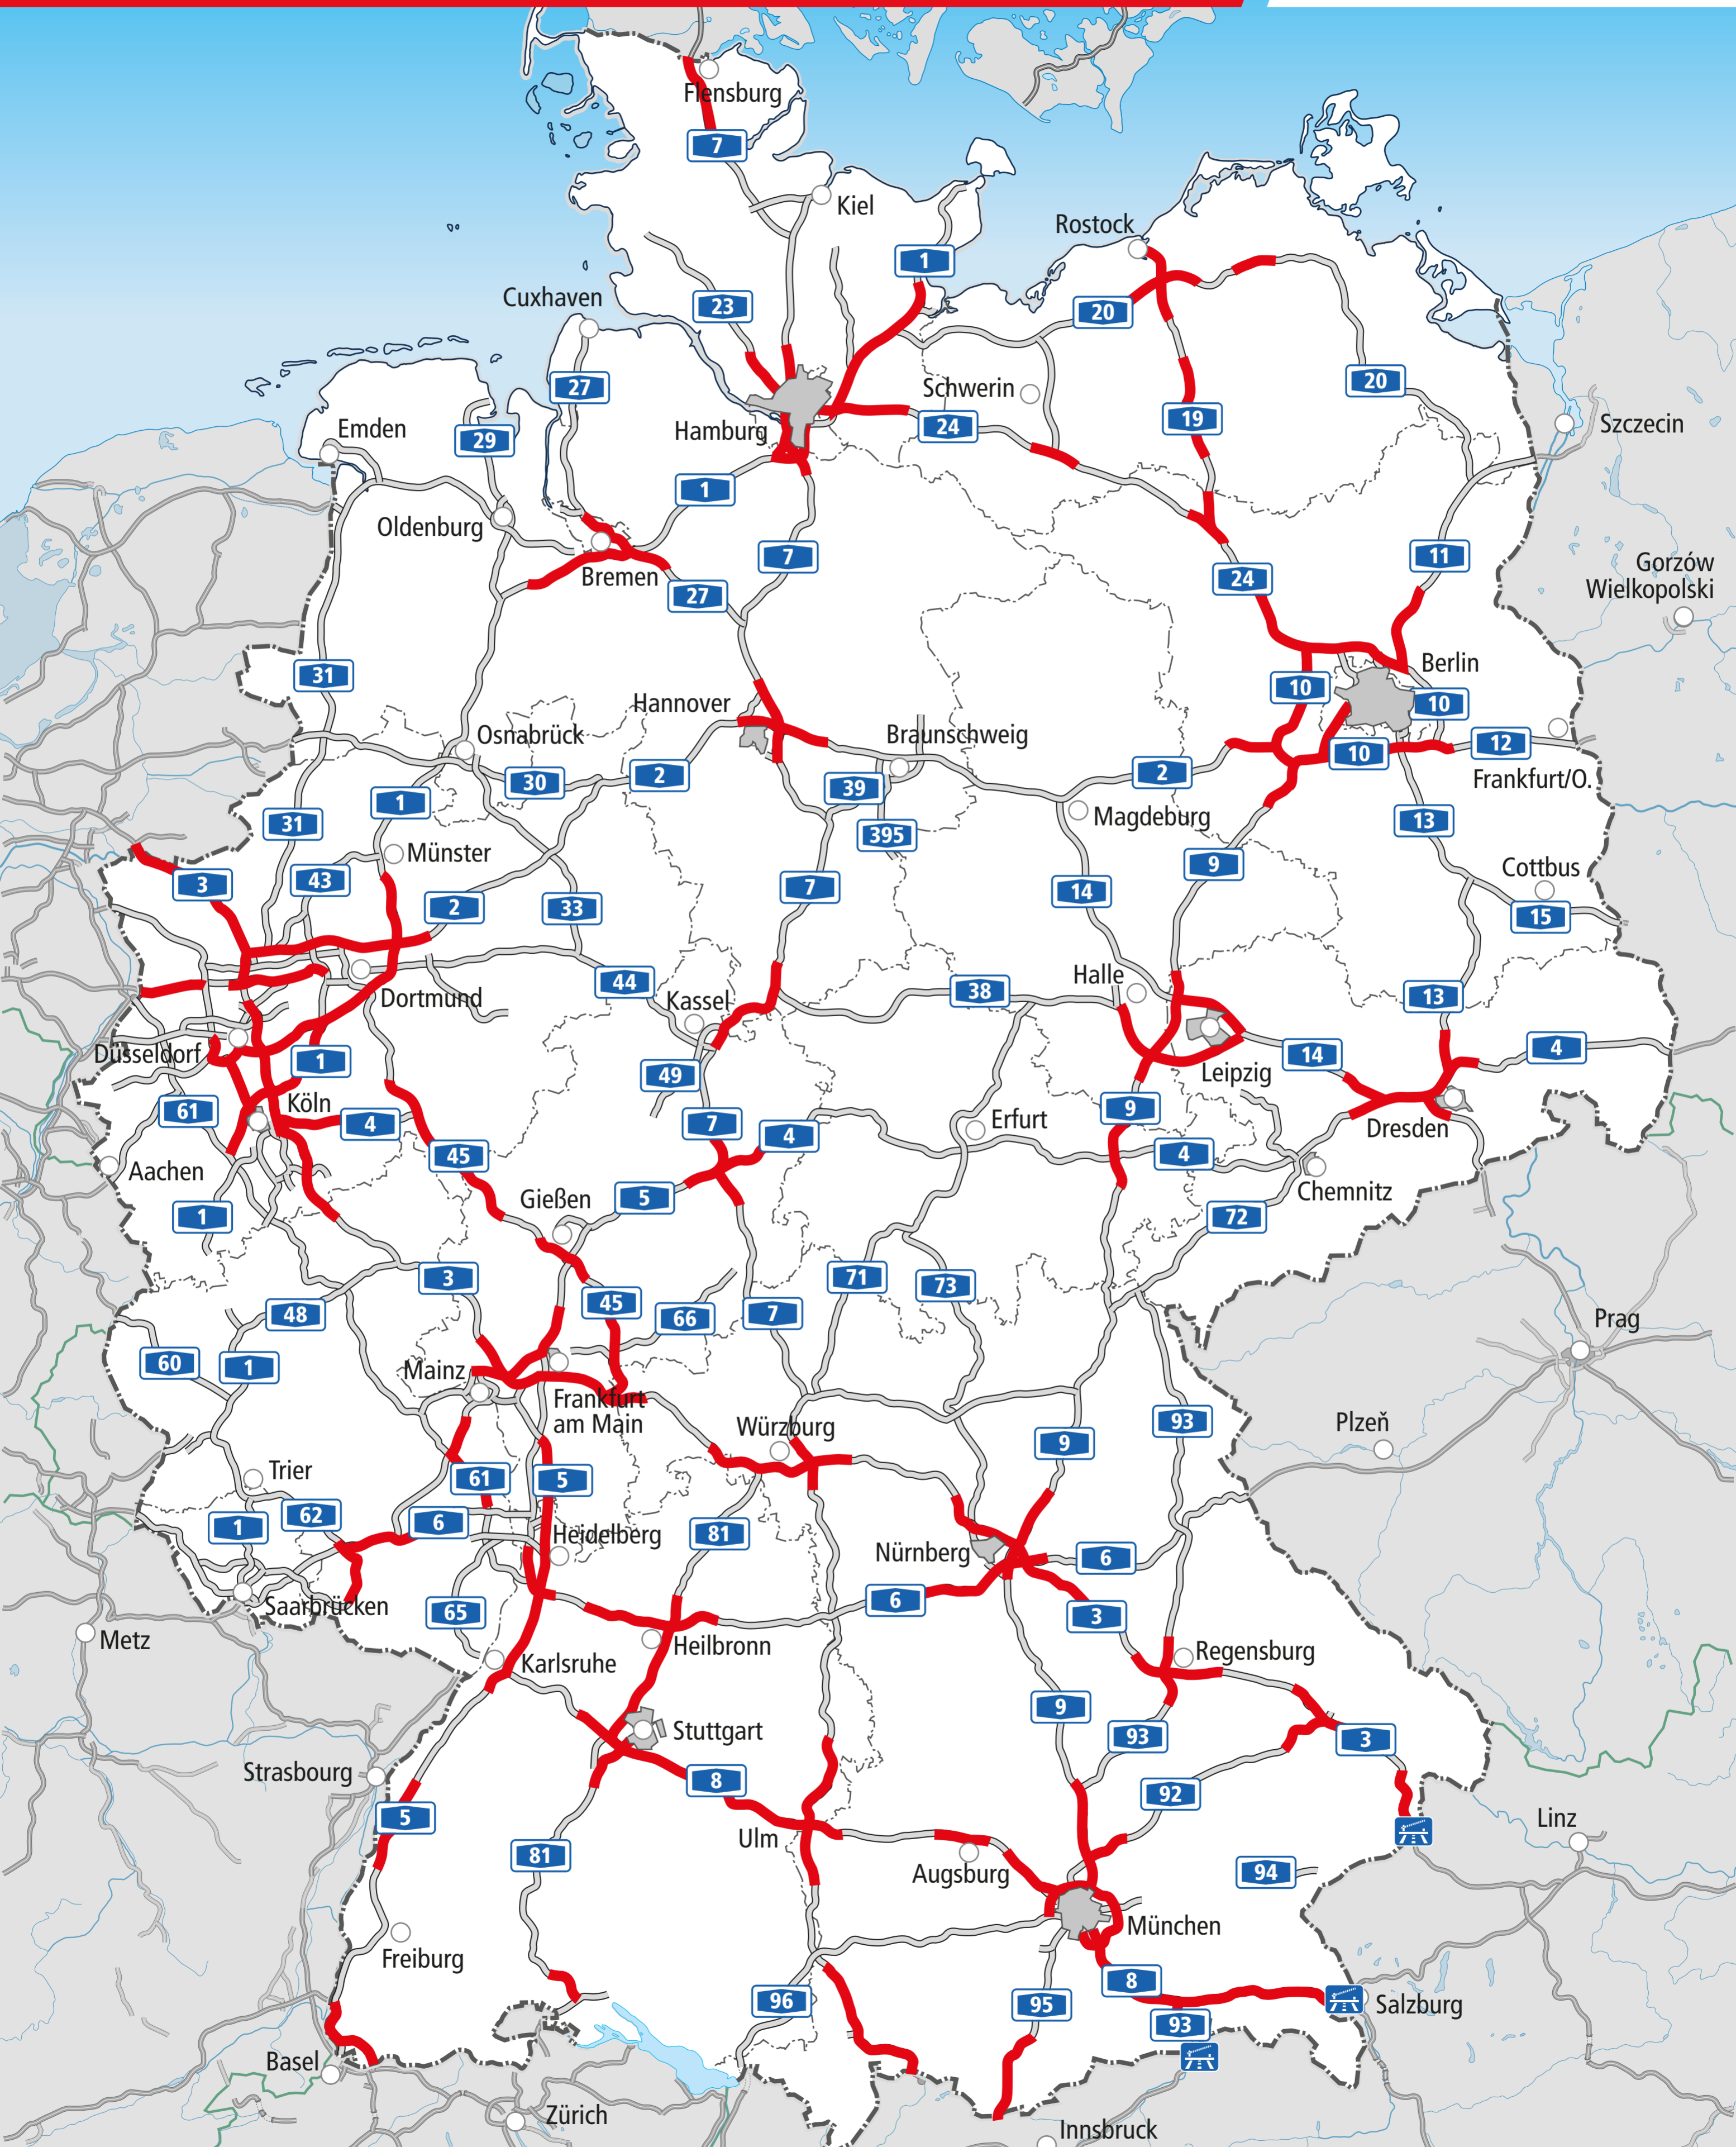 Flensburg
7
Kiel
Rostock
1
Cuxhaven
23
20
27
Schwerin
20
Emden
29
Hamburg
24
19
Szczecin
1
Oldenburg
7
11
Gorzów
Wielkopolski
Bremen
27
24
31
Berlin
10
10
Hannover
Osnabrück
Braunschweig
12
10
30
2
39
2
Frankfurt/O.
1
31
Magdeburg
13
395
Münster
3
43
9
Cottbus
7
14
2
33
15
44
Halle
38
13
Kassel
Dortmund
Düsseldorf
1
14
4
49
Leipzig
Köln
61
4
7
4
9
Erfurt
Dresden
45
4
Aachen
Chemnitz
Gießen
5
1
72
3
71
73
45
48
66
7
Prag
60
1
Mainz
Frankfurt
am Main
Würzburg
93
Plzeň
9
Trier
61
5
62
1
6
Heidelberg
81
Nürnberg
6
6
Saarbrücken
65
3
Metz
Heilbronn
Regensburg
Karlsruhe
9
Stuttgart
93
3
Strasbourg
8
92
5
Linz
Ulm
81
Augsburg
94
München
Freiburg
8
96
95
Salzburg
93
Basel
Zürich
Innsbruck